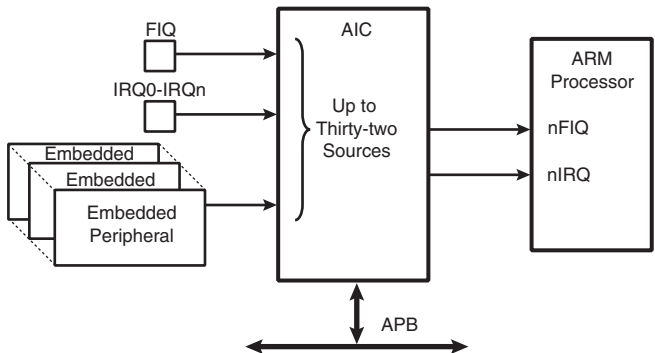 FIQ
IRQ0-IRQn
Embedded
Embedded
Embedded
Peripheral
AIC
Up to
Thirty-two
Sources
ARM
Processor
nFIQ
nIRQ
APB